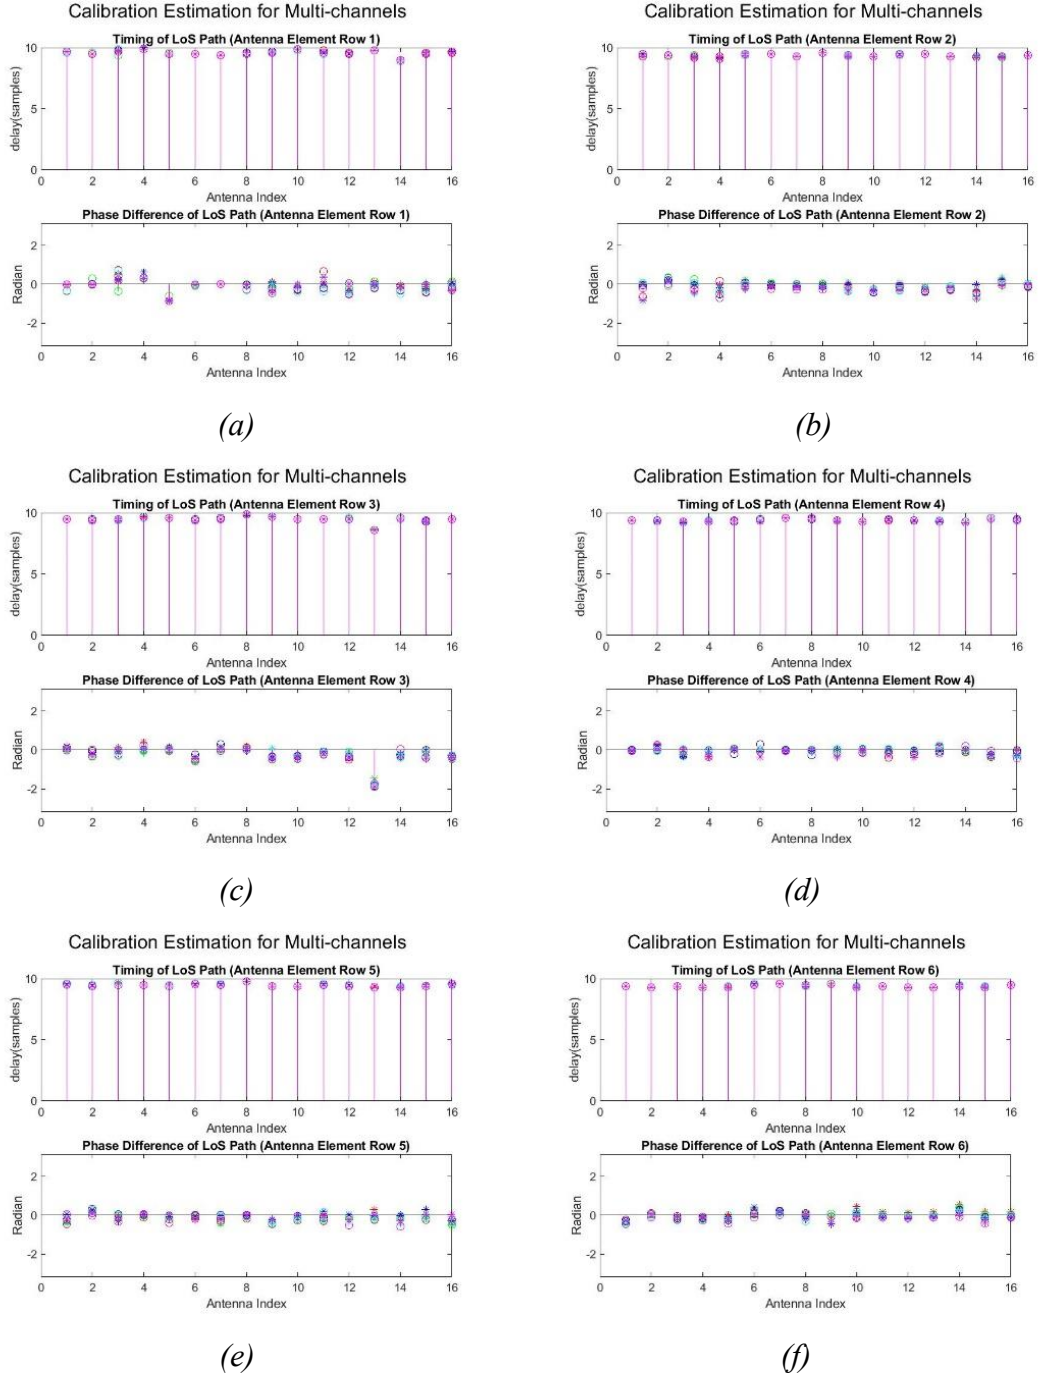 Calibration Estimation for Multi-channels
Timing of LoS Path (Antenna Element Row 1)
10
5
0
delay(samples)
0 2 4 6 8 10 12 14 16
Antenna Index
Phase Difference of LoS Path (Antenna Element Row 1)
2
0
-2
Radian
0 2 4 6 8 10 12 14 16
Antenna Index
(a)
Calibration Estimation for Multi-channels
Timing of LoS Path (Antenna Element Row 2)
10
5
0
delay(samples)
0 2 4 6 8 10 12 14 16
Antenna Index
Phase Difference of LoS Path (Antenna Element Row 2)
2
0
-2
Radian
0 2 4 6 8 10 12 14 16
Antenna Index
(b)
Calibration Estimation for Multi-channels
Timing of LoS Path (Antenna Element Row 3)
10
5
0
delay(samples)
0 2 4 6 8 10 12 14 16
Antenna Index
Phase Difference of LoS Path (Antenna Element Row 3)
2
0
-2
Radian
0 2 4 6 8 10 12 14 16
Antenna Index
(c)
Calibration Estimation for Multi-channels
Timing of LoS Path (Antenna Element Row 4)
10
5
0
delay(samples)
0 2 4 6 8 10 12 14 16
Antenna Index
Phase Difference of LoS Path (Antenna Element Row 4)
2
0
-2
Radian
0 2 4 6 8 10 12 14 16
Antenna Index
(d)
Calibration Estimation for Multi-channels
Timing of LoS Path (Antenna Element Row 5)
10
5
0
delay(samples)
0 2 4 6 8 10 12 14 16
Antenna Index
Phase Difference of LoS Path (Antenna Element Row 5)
2
0
-2
Radian
0 2 4 6 8 10 12 14 16
Antenna Index
(e)
Calibration Estimation for Multi-channels
Timing of LoS Path (Antenna Element Row 6)
10
5
0
delay(samples)
0 2 4 6 8 10 12 14 16
Antenna Index
Phase Difference of LoS Path (Antenna Element Row 6)
2
0
-2
Radian
0 2 4 6 8 10 12 14 16
Antenna Index
(f)